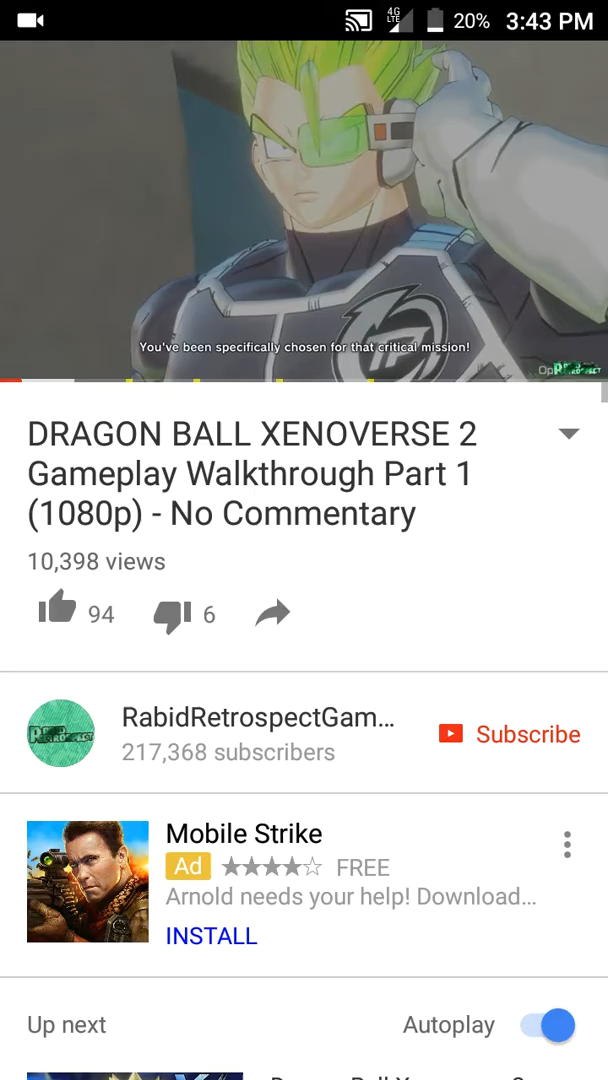 4G
LTE
20%
3:43 PM
You've been specifically chosen for that critical mission!
DRAGON BALL XENOVERSE 2
Gameplay Walkthrough Part 1
(1080p) - No Commentary
10,398 views
94
6
RabidRetrospectGam...
217,368 subscribers
Subscribe
Mobile Strike
Ad
FREE
Arnold needs your help! Download...
INSTALL
Up next
Autoplay